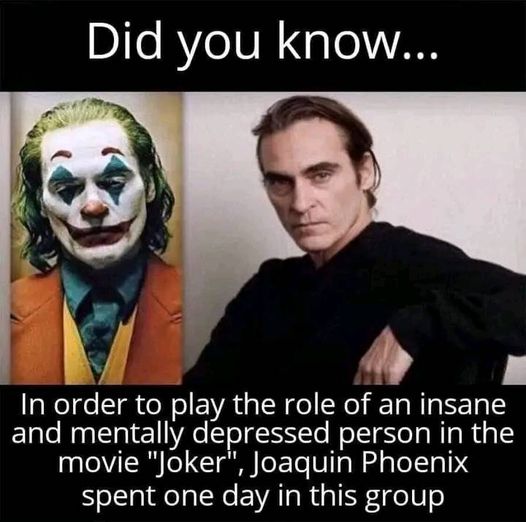 Did you know...
In order to play the role of an insane
and mentally depressed person in the
movie "Joker", Joaquin Phoenix
spent one day in this group